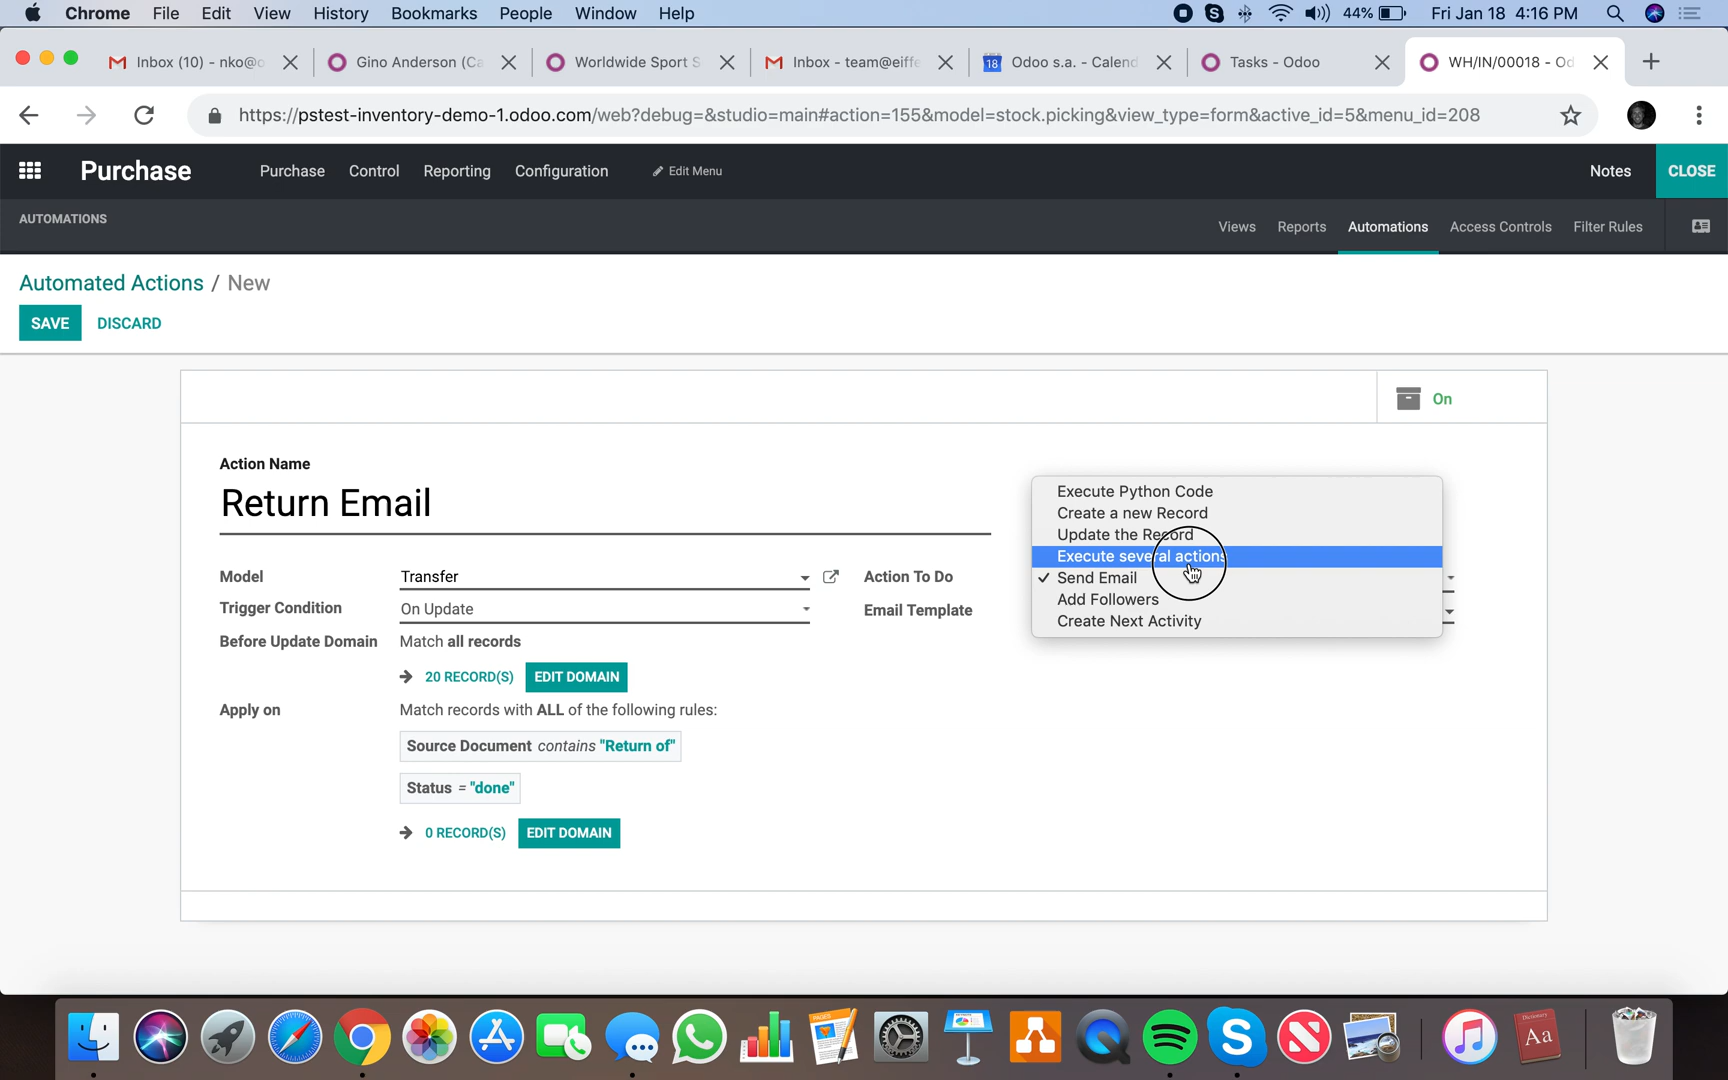 Chrome File Edit View History Bookmarks People Window Help 44% Fri Jan 18 4:16 PM
Inbox (10) - nko@o Gino Anderson (Ca Worldwide Sport S Inbox - team@eiffe 18 Odoo s.a. - Calend Tasks - Odoo WH/IN/00018 - Od
https://pstest-inventory-demo-1.odoo.com/web?debug=&studio=main#action=155&model=stock.picking&view_type=form&active_id=5&menu_id=208
Purchase Purchase Control Reporting Configuration Edit Menu Notes CLOSE
AUTOMATIONS Views Reports Automations Access Controls Filter Rules
Automated Actions / New
SAVE DISCARD
On
Action Name
Return Email
Model Transfer
Trigger Condition On Update
Before Update Domain Match all records
20 RECORD(S) EDIT DOMAIN
Apply on Match records with ALL of the following rules:
Source Document contains "Return of"
Status = "done"
0 RECORD(S) EDIT DOMAIN
Action To Do
Email Template
Execute Python Code
Create a new Record
Update the Record
Execute several actions
✓ Send Email
Add Followers
Create Next Activity
PAGES
Dictionary
Aa